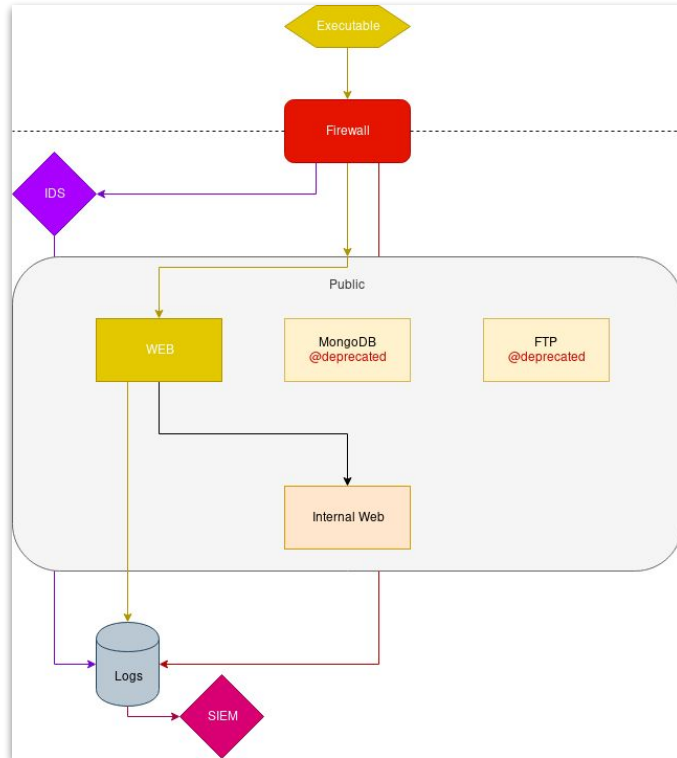 Executable
Firewall
IDS
Public
WEB
MongoDB
@deprecated
FTP
@deprecated
Internal Web
Logs
SIEM